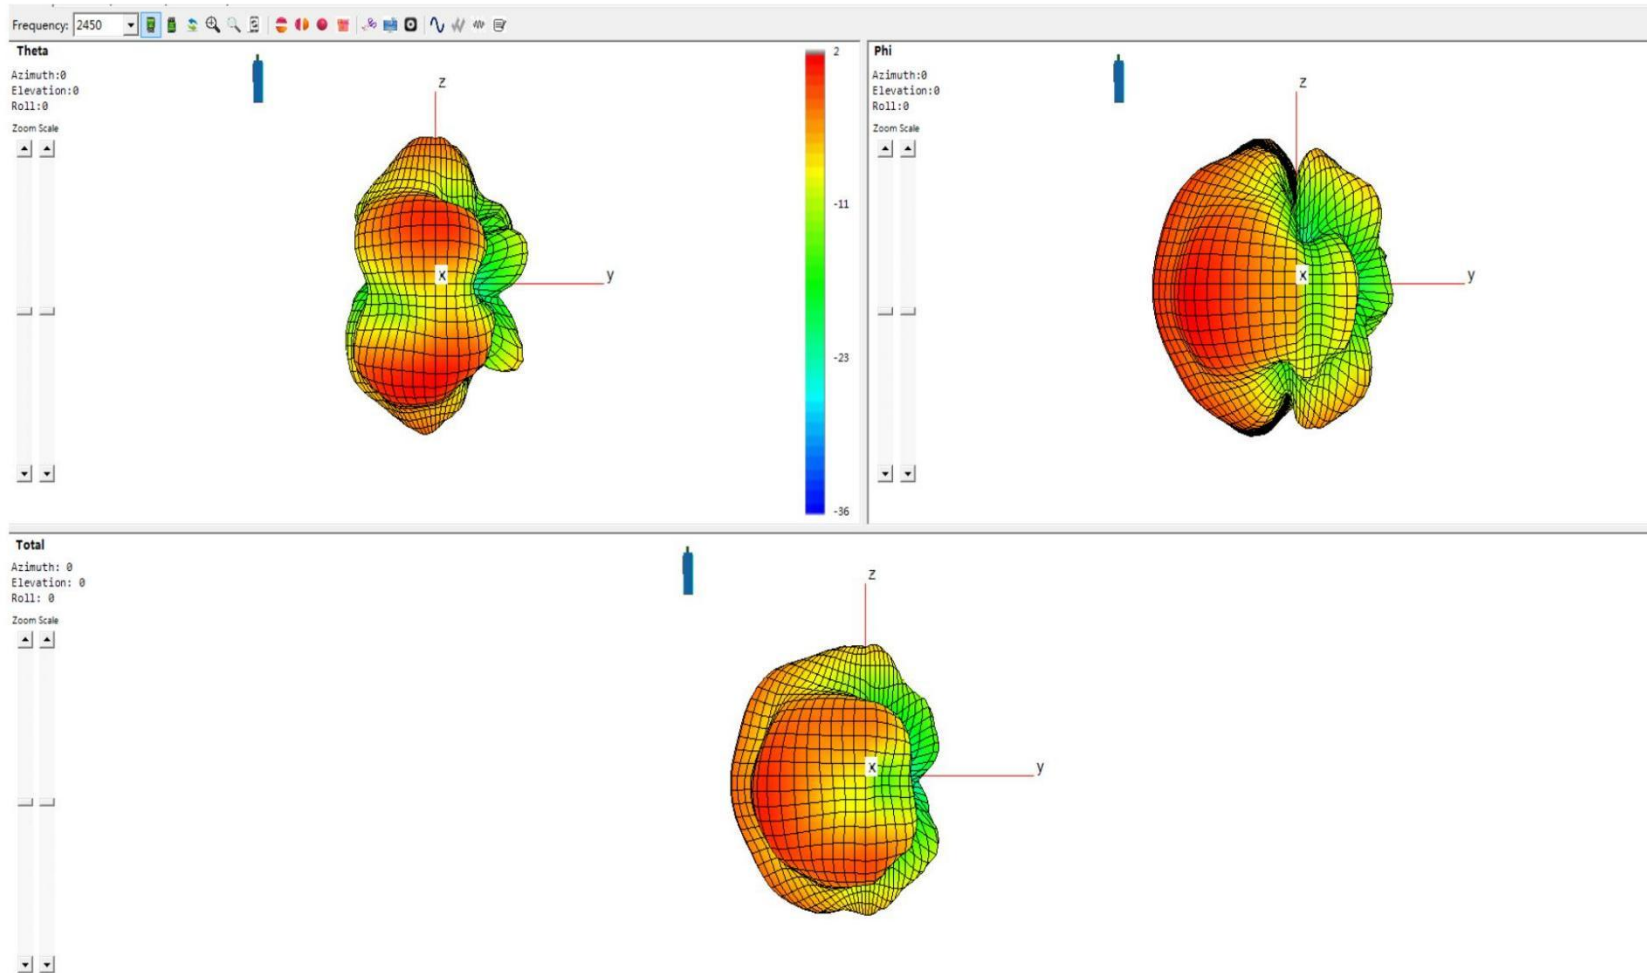 Frequency: 2450
Theta
Azimuth:0
Elevation:0
Roll:0
Zoom Scale
z
x
y
2
-11
-23
-36
Phi
Azimuth:0
Elevation:0
Roll:0
Zoom Scale
z
x
y
Total
Azimuth: 0
Elevation: 0
Roll: 0
Zoom Scale
z
x
y